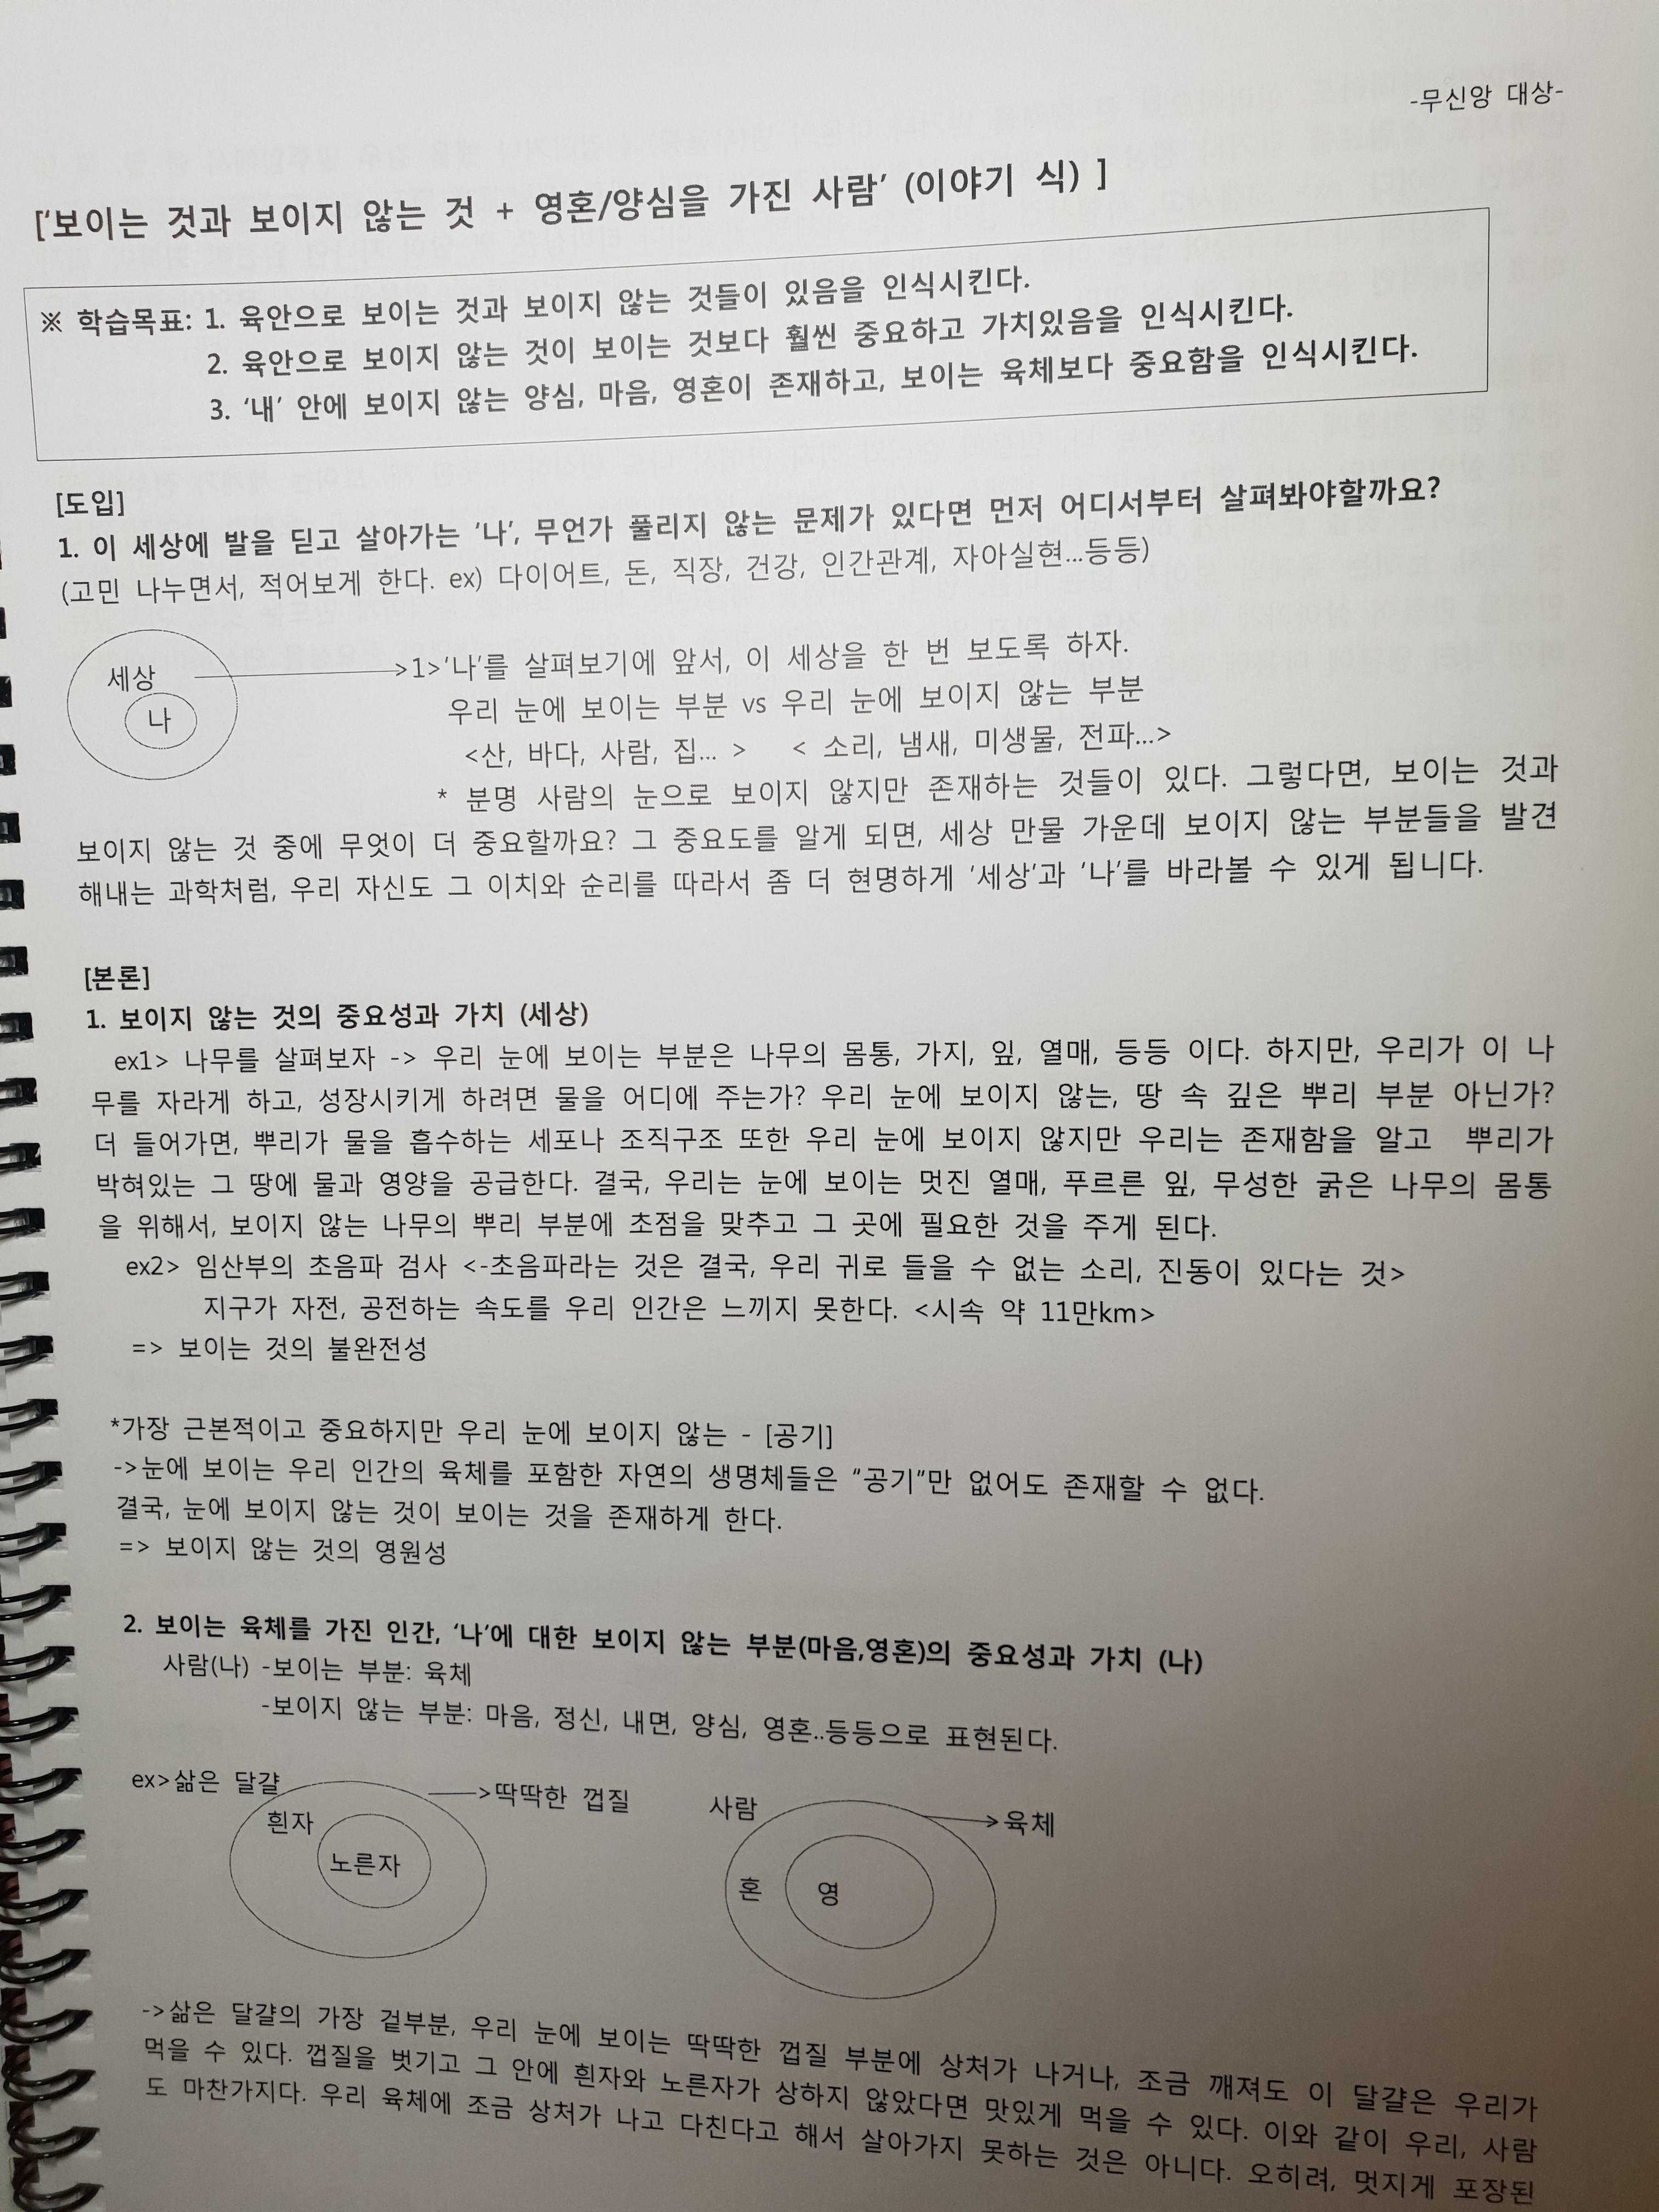 -무신앙 대상-
['보이는 것과 보이지 않는 것 + 영혼/양심을 가진 사람' (이야기 식) ]
※ 학습목표: 1. 육안으로 보이는 것과 보이지 않는 것들이 있음을 인식시킨다.
2. 육안으로 보이지 않는 것이 보이는 것보다 훨씬 중요하고 가치있음을 인식시킨다.
3. '내' 안에 보이지 않는 양심, 마음, 영혼이 존재하고, 보이는 육체보다 중요함을 인식시킨다.
[도입]
1. 이 세상에 발을 딛고 살아가는 '나', 무언가 풀리지 않는 문제가 있다면 먼저 어디서부터 살펴봐야할까요?
(고민 나누면서, 적어보게 한다. ex) 다이어트, 돈, 직장, 건강, 인간관계, 자아실현...등등)
세상
나
>1>'나'를 살펴보기에 앞서, 이 세상을 한 번 보도록 하자.
우리 눈에 보이는 부분 vs 우리 눈에 보이지 않는 부분
<산, 바다, 사람, 집... > < 소리, 냄새, 미생물, 전파...>
* 분명 사람의 눈으로 보이지 않지만 존재하는 것들이 있다. 그렇다면, 보이는 것과
보이지 않는 것 중에 무엇이 더 중요할까요? 그 중요도를 알게 되면, 세상 만물 가운데 보이지 않는 부분들을 발견
해내는 과학처럼, 우리 자신도 그 이치와 순리를 따라서 좀 더 현명하게 '세상'과 '나'를 바라볼 수 있게 됩니다.
[본론]
1. 보이지 않는 것의 중요성과 가치 (세상)
ex1> 나무를 살펴보자 -> 우리 눈에 보이는 부분은 나무의 몸통, 가지, 잎, 열매, 등등 이다. 하지만, 우리가 이 나
무를 자라게 하고, 성장시키게 하려면 물을 어디에 주는가? 우리 눈에 보이지 않는, 땅 속 깊은 뿌리 부분 아닌가?
더 들어가면, 뿌리가 물을 흡수하는 세포나 조직구조 또한 우리 눈에 보이지 않지만 우리는 존재함을 알고 뿌리가
박혀있는 그 땅에 물과 영양을 공급한다. 결국, 우리는 눈에 보이는 멋진 열매, 푸르른 잎, 무성한 굵은 나무의 몸통
을 위해서, 보이지 않는 나무의 뿌리 부분에 초점을 맞추고 그 곳에 필요한 것을 주게 된다.
ex2> 임산부의 초음파 검사 <-초음파라는 것은 결국, 우리 귀로 들을 수 없는 소리, 진동이 있다는 것>
지구가 자전, 공전하는 속도를 우리 인간은 느끼지 못한다. <시속 약 11만km>
=> 보이는 것의 불완전성
*가장 근본적이고 중요하지만 우리 눈에 보이지 않는 - [공기]
->눈에 보이는 우리 인간의 육체를 포함한 자연의 생명체들은 "공기"만 없어도 존재할 수 없다.
결국, 눈에 보이지 않는 것이 보이는 것을 존재하게 한다.
=> 보이지 않는 것의 영원성
2. 보이는 육체를 가진 인간, '나'에 대한 보이지 않는 부분(마음,영혼)의 중요성과 가치 (나)
사람(나) -보이는 부분: 육체
-보이지 않는 부분: 마음, 정신, 내면, 양심, 영혼..등등으로 표현된다.
ex>삶은 달걀
>딱딱한 껍질
흰자
노른자
사람
>육체
혼
영
->삶은 달걀의 가장 겉부분, 우리 눈에 보이는 딱딱한 껍질 부분에 상처가 나거나, 조금 깨져도 이 달걀은 우리가
먹을 수 있다. 껍질을 벗기고 그 안에 흰자와 노른자가 상하지 않았다면 맛있게 먹을 수 있다. 이와 같이 우리, 사람
도 마찬가지다. 우리 육체에 조금 상처가 나고 다친다고 해서 살아가지 못하는 것은 아니다. 오히려, 멋지게 포장된